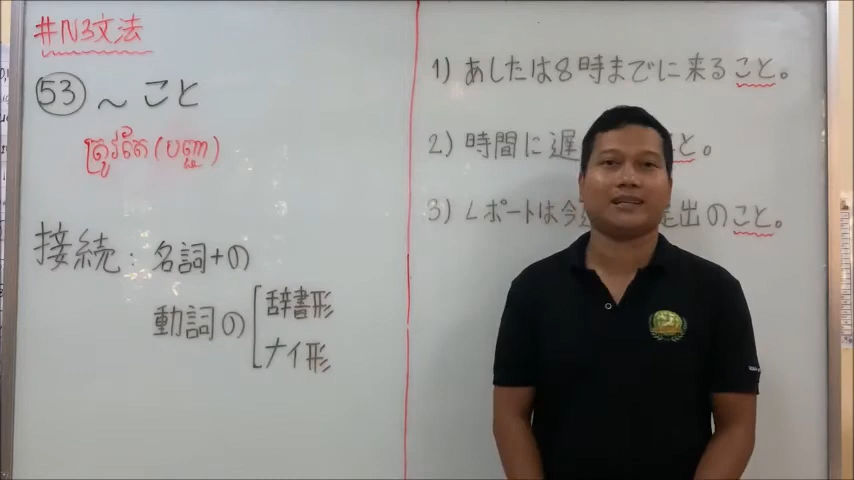 #N3文法
53 ～ こと
ត្រូវតែ (បញ្ជា)
接続: 名詞+の
動詞の 辞書形
ナイ形
1) あしたは8時までに来ること。
2) 時間に遅 こと。
3) レポートは今 提出のこと。